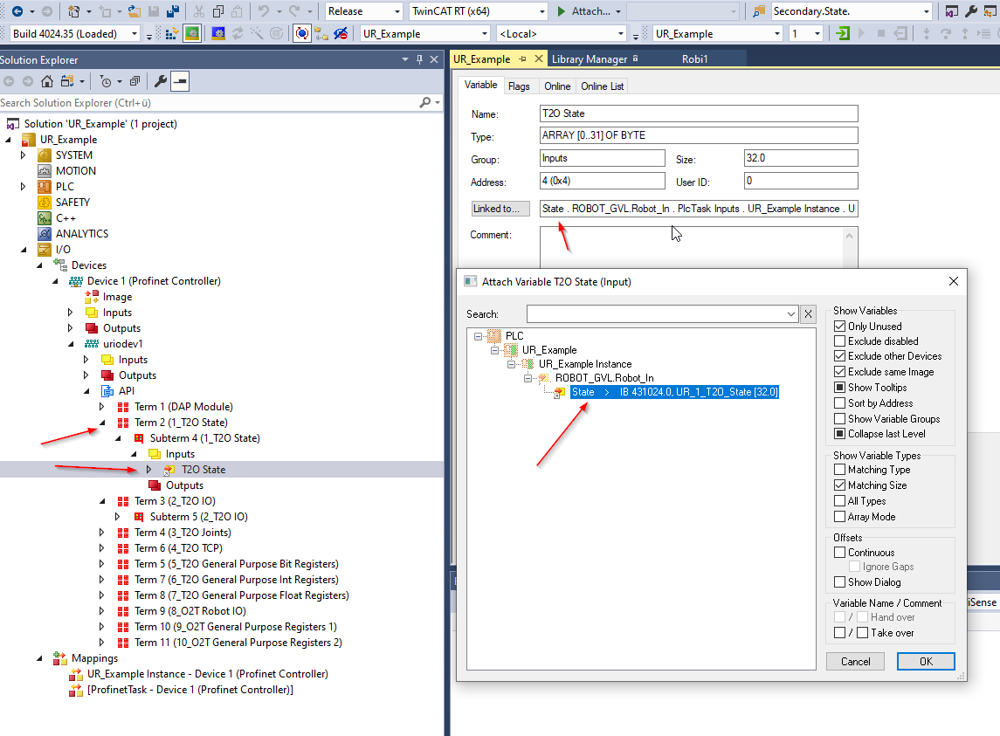 Release
TwinCAT RT (x64)
Attach...
Secondary.State.
Build 4024.35 (Loaded)
UR_Example
<Local>
UR_Example
1
Solution Explorer
Search Solution Explorer (Ctrl+ü)
Solution 'UR_Example' (1 project)
UR_Example
SYSTEM
MOTION
PLC
SAFETY
C++
ANALYTICS
I/O
Devices
Device 1 (Profinet Controller)
Image
Inputs
Outputs
uriodev1
Inputs
Outputs
API
Term 1 (DAP Module)
Term 2 (1_T2O State)
Subterm 4 (1_T2O State)
Inputs
T2O State
Outputs
Term 3 (2_T2O IO)
Subterm 5 (2_T2O IO)
Term 4 (3_T2O Joints)
Term 6 (4_T2O TCP)
Term 5 (5_T2O General Purpose Bit Registers)
Term 7 (6_T2O General Purpose Int Registers)
Term 8 (7_T2O General Purpose Float Registers)
Term 9 (8_O2T Robot IO)
Term 10 (9_O2T General Purpose Registers 1)
Term 11 (10_O2T General Purpose Registers 2)
Mappings
UR_Example Instance - Device 1 (Profinet Controller)
[ProfinetTask - Device 1 (Profinet Controller)]
UR_Example
Library Manager
Robi1
Variable
Flags
Online
Online List
Name:
T2O State
Type:
ARRAY [0..31] OF BYTE
Group:
Inputs
Size:
32.0
Address:
4 (0x4)
User ID:
0
Linked to...
State . ROBOT_GVL.Robot_In . PlcTask Inputs . UR_Example Instance . U
Comment:
Attach Variable T2O State (Input)
Search:
X
PLC
UR_Example
UR_Example Instance
ROBOT_GVL.Robot_In
State > IB 431024.0, UR_1_T2O_State [32.0]
Show Variables
Only Unused
Exclude disabled
Exclude other Devices
Exclude same Image
Show Tooltips
Sort by Address
Show Variable Groups
Collapse last Level
Show Variable Types
Matching Type
Matching Size
All Types
Array Mode
Offsets
Continuous
Ignore Gaps
Show Dialog
Variable Name / Comment
/ Hand over
/ Take over
Cancel
OK
iSense